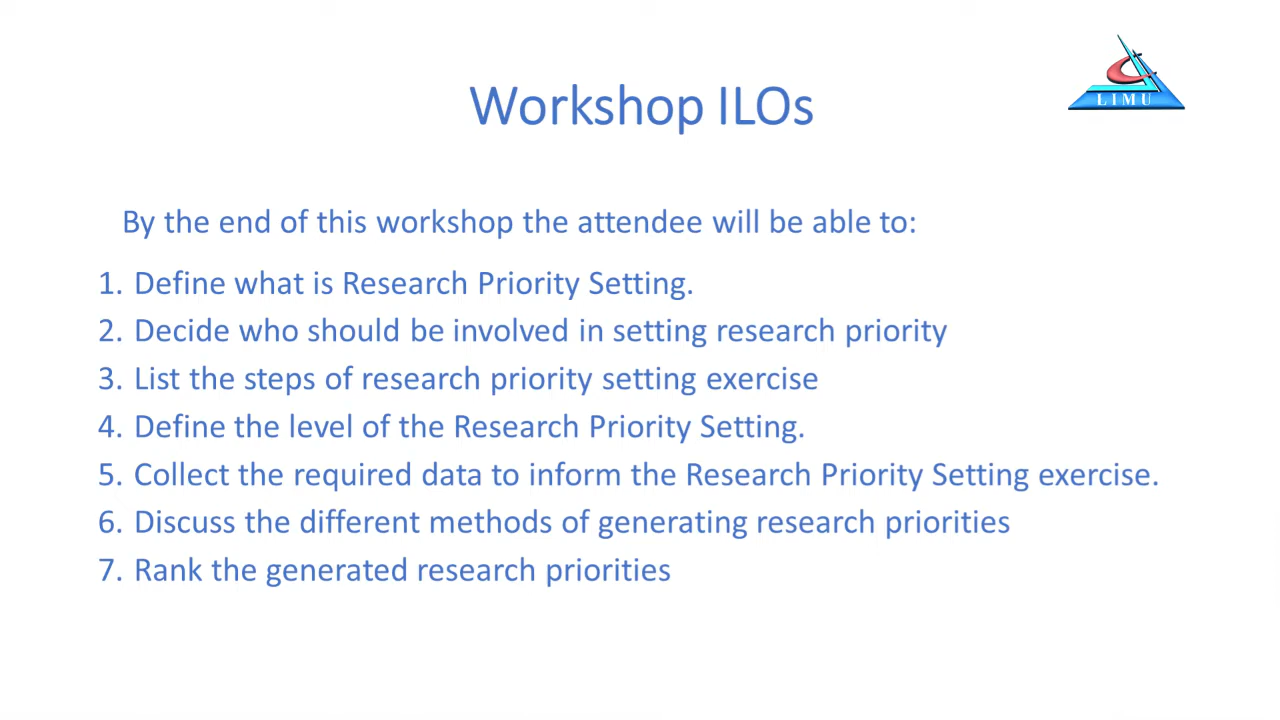 LIMU
Workshop ILOs
By the end of this workshop the attendee will be able to:
1. Define what is Research Priority Setting.
2. Decide who should be involved in setting research priority
3. List the steps of research priority setting exercise
4. Define the level of the Research Priority Setting.
5. Collect the required data to inform the Research Priority Setting exercise.
6. Discuss the different methods of generating research priorities
7. Rank the generated research priorities